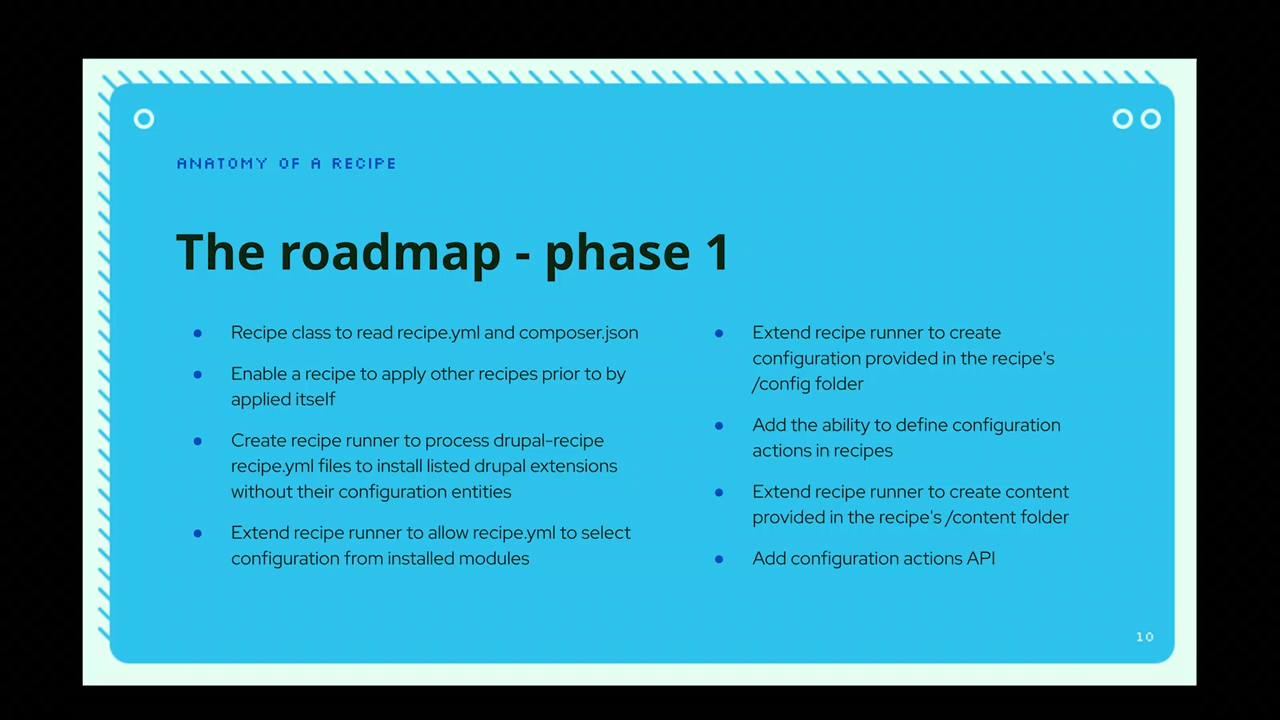 ANATOMY OF A RECIPE
The roadmap - phase 1
● Recipe class to read recipe.yml and composer.json
● Enable a recipe to apply other recipes prior to by
applied itself
● Create recipe runner to process drupal-recipe
recipe.yml files to install listed drupal extensions
without their configuration entities
● Extend recipe runner to allow recipe.yml to select
configuration from installed modules
● Extend recipe runner to create
configuration provided in the recipe's
/config folder
● Add the ability to define configuration
actions in recipes
● Extend recipe runner to create content
provided in the recipe's /content folder
● Add configuration actions API
10